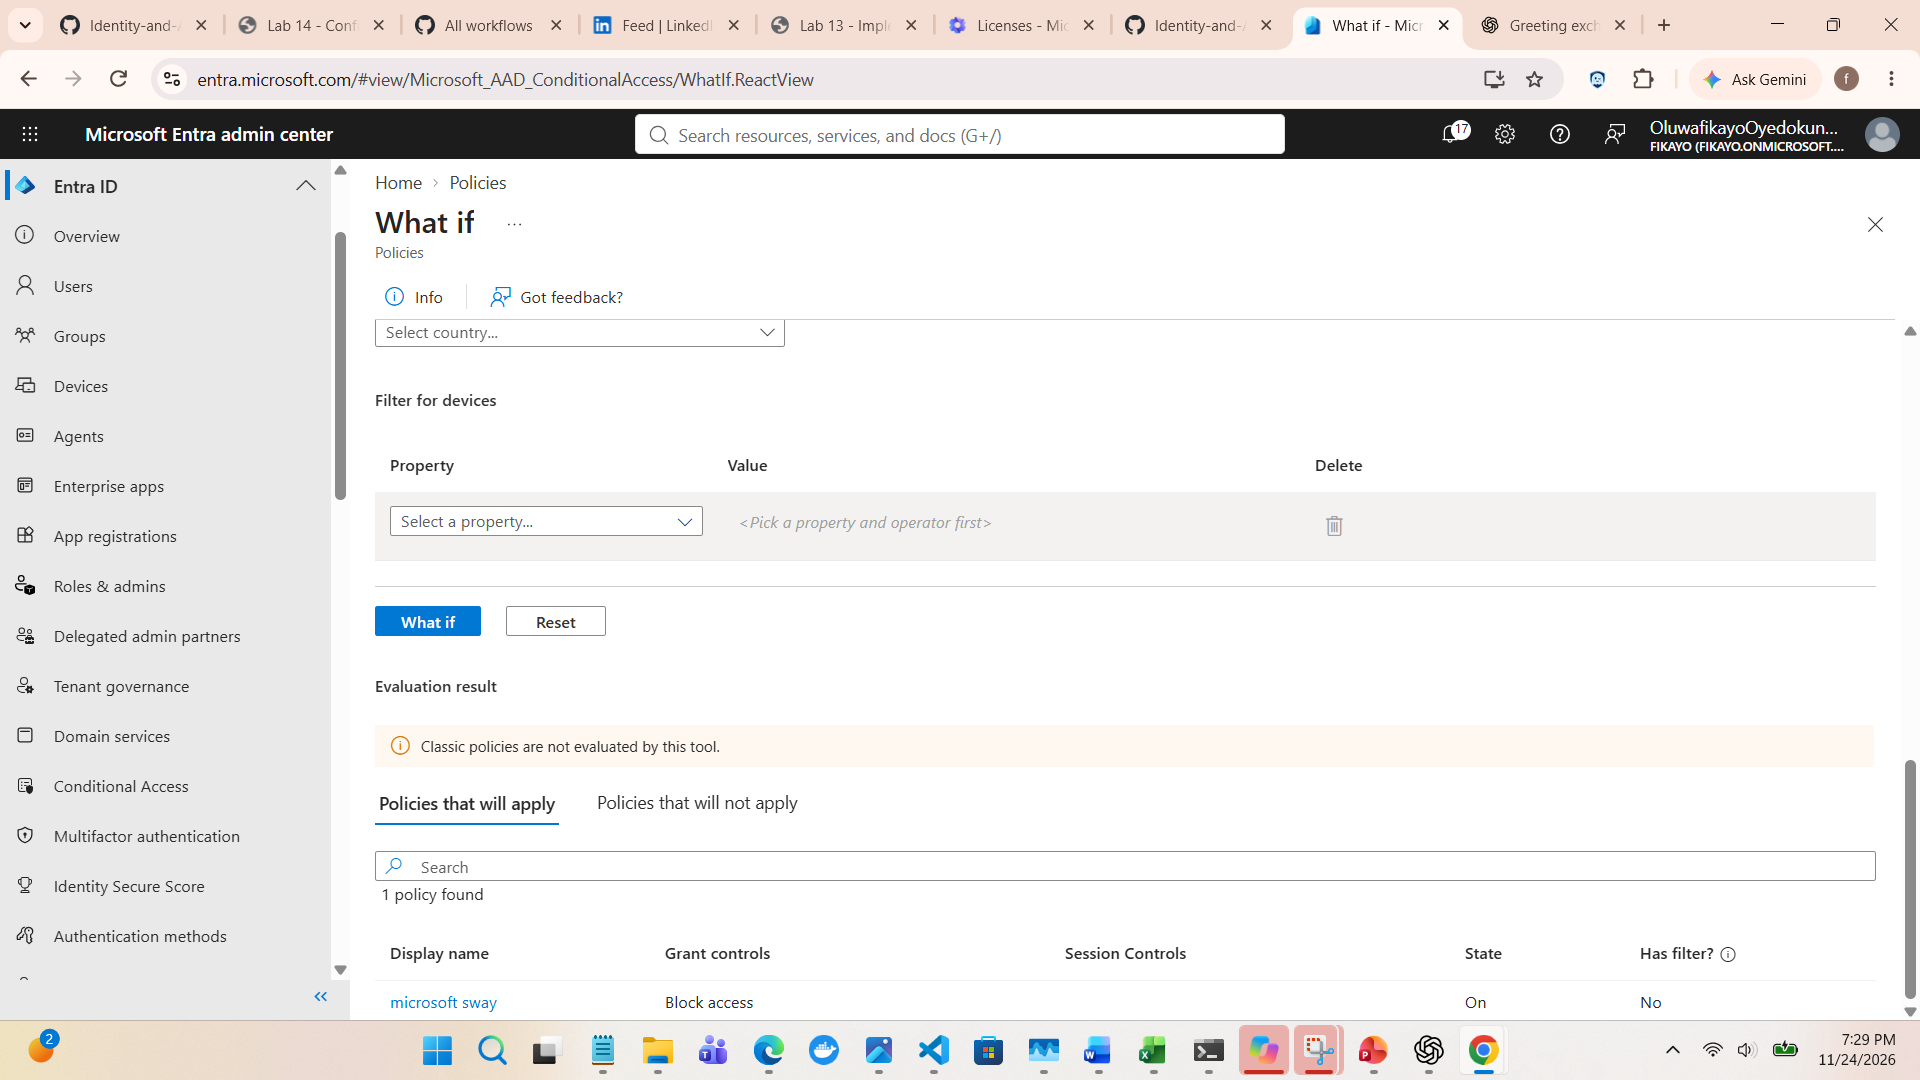 Identity-and-A
Lab 14 - Conf
All workflows
Feed | LinkedI
Lab 13 - Imple
Licenses - Mic
Identity-and-A
What if - Micr
Greeting exch
entra.microsoft.com/#view/Microsoft_AAD_ConditionalAccess/WhatIf.ReactView
Ask Gemini
f
Microsoft Entra admin center
Search resources, services, and docs (G+/)
17
OluwafikayoOyedokun...
FIKAYO (FIKAYO.ONMICROSOFT....
Entra ID
Overview
Users
Groups
Devices
Agents
Enterprise apps
App registrations
Roles & admins
Delegated admin partners
Tenant governance
Domain services
Conditional Access
Multifactor authentication
Identity Secure Score
Authentication methods
Home > Policies
What if ...
Policies
Info
Got feedback?
Select country...
Filter for devices
Property Value Delete
Select a property... <Pick a property and operator first>
What if Reset
Evaluation result
Classic policies are not evaluated by this tool.
Policies that will apply Policies that will not apply
Search
1 policy found
Display name Grant controls Session Controls State Has filter?
microsoft sway Block access On No
2
7:29 PM
11/24/2026